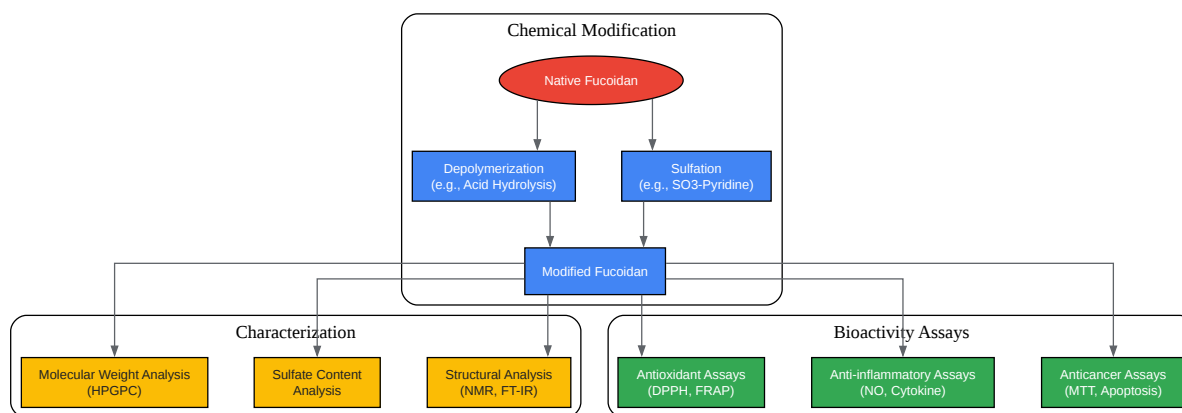 Chemical Modification
Native Fucoidan
Depolymerization
(e.g., Acid Hydrolysis)
Sulfation
(e.g., SO3-Pyridine)
Modified Fucoidan
Characterization
Molecular Weight Analysis
(HPGPC)
Sulfate Content
Analysis
Structural Analysis
(NMR, FT-IR)
Bioactivity Assays
Antioxidant Assays
(DPPH, FRAP)
Anti-inflammatory Assays
(NO, Cytokine)
Anticancer Assays
(MTT, Apoptosis)